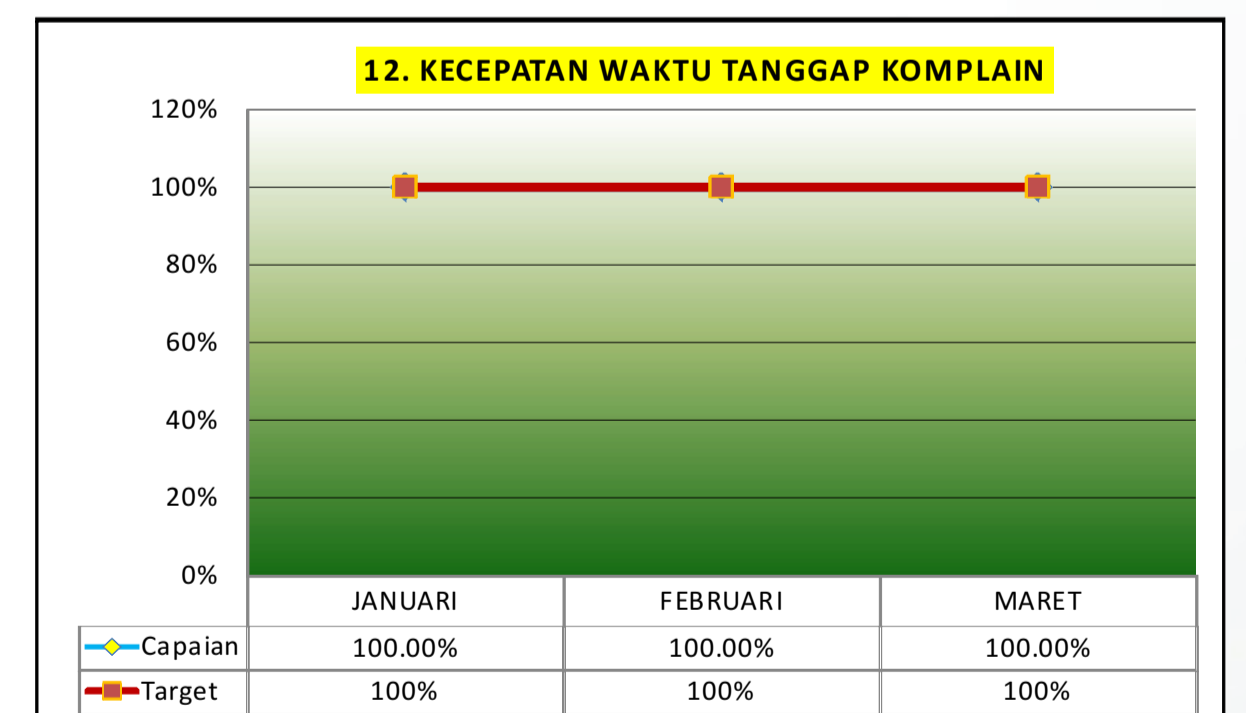 12. KECEPATAN WAKTU TANGGAP KOMPLAIN
120%
100%
80%
60%
40%
20%
0%
JANUARI FEBRUARI MARET
Capaian 100.00% 100.00% 100.00%
Target 100% 100% 100%